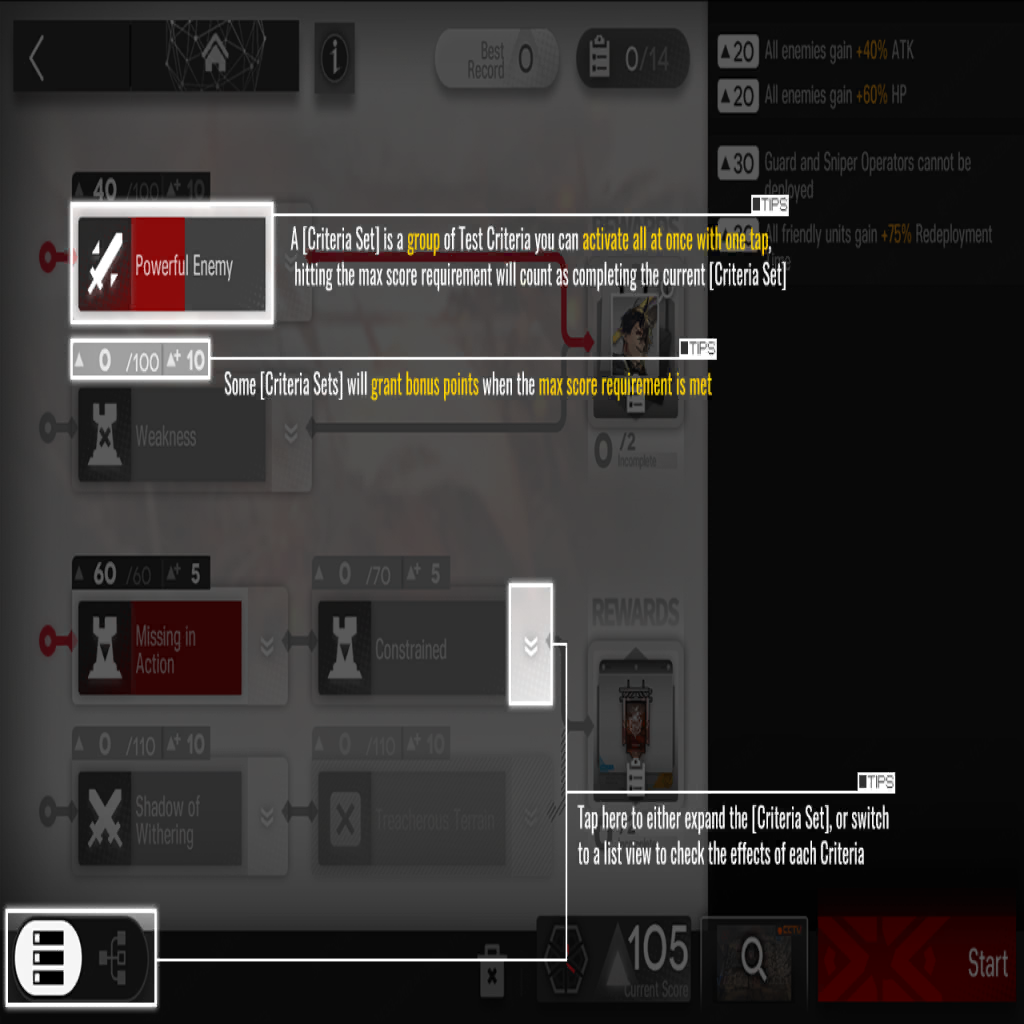 Best
Record 0
0/14
▲20 All enemies gain +40% ATK
▲20 All enemies gain +60% HP
▲30 Guard and Sniper Operators cannot be
deployed
All friendly units gain +75% Redeployment
40 /100 10
REWARDS
TIPS
Powerful Enemy
A [Criteria Set] is a group of Test Criteria you can activate all at once with one tap,
hitting the max score requirement will count as completing the current [Criteria Set]
0 /100 10
TIPS
Some [Criteria Sets] will grant bonus points when the max score requirement is met
Weakness
0 /2
Incomplete
60 /60 5
0 /70 5
Missing in
Action
Constrained
REWARDS
0 /110 10
0 /110 10
Shadow of
Withering
Treacherous Terrain
TIPS
Tap here to either expand the [Criteria Set], or switch
to a list view to check the effects of each Criteria
105
Current Score
CCTV
Start